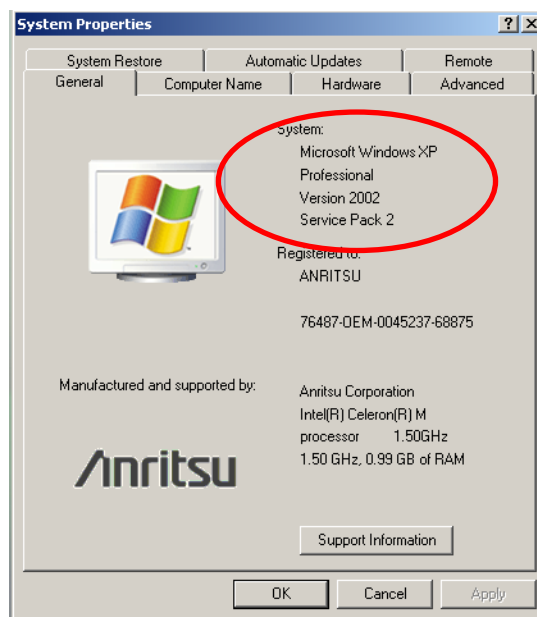 System Properties
System Restore Automatic Updates Remote
General Computer Name Hardware Advanced
System:
Microsoft Windows XP
Professional
Version 2002
Service Pack 2
Registered to:
ANRITSU
76487-OEM-0045237-68875
Manufactured and supported by:
Anritsu Corporation
Intel(R) Celeron(R) M
processor 1.50GHz
1.50 GHz, 0.99 GB of RAM
Anritsu
Support Information
OK Cancel Apply